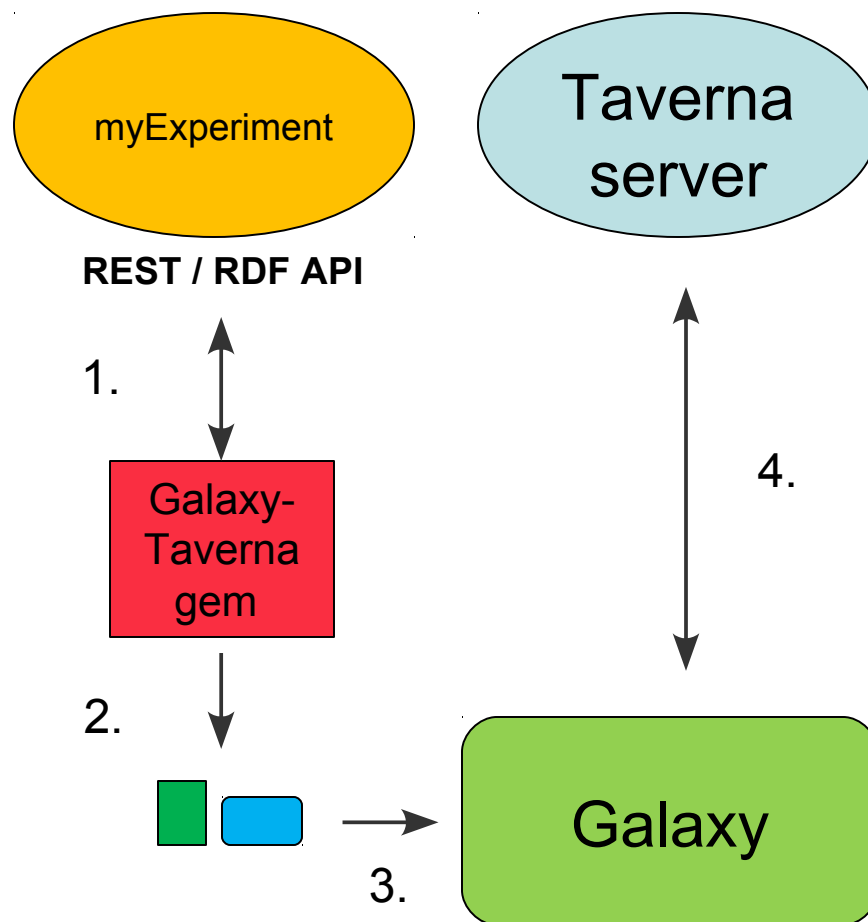 myExperiment
Taverna
server
REST / RDF API
1.
Galaxy-
Taverna
gem
4.
2.
Galaxy
3.